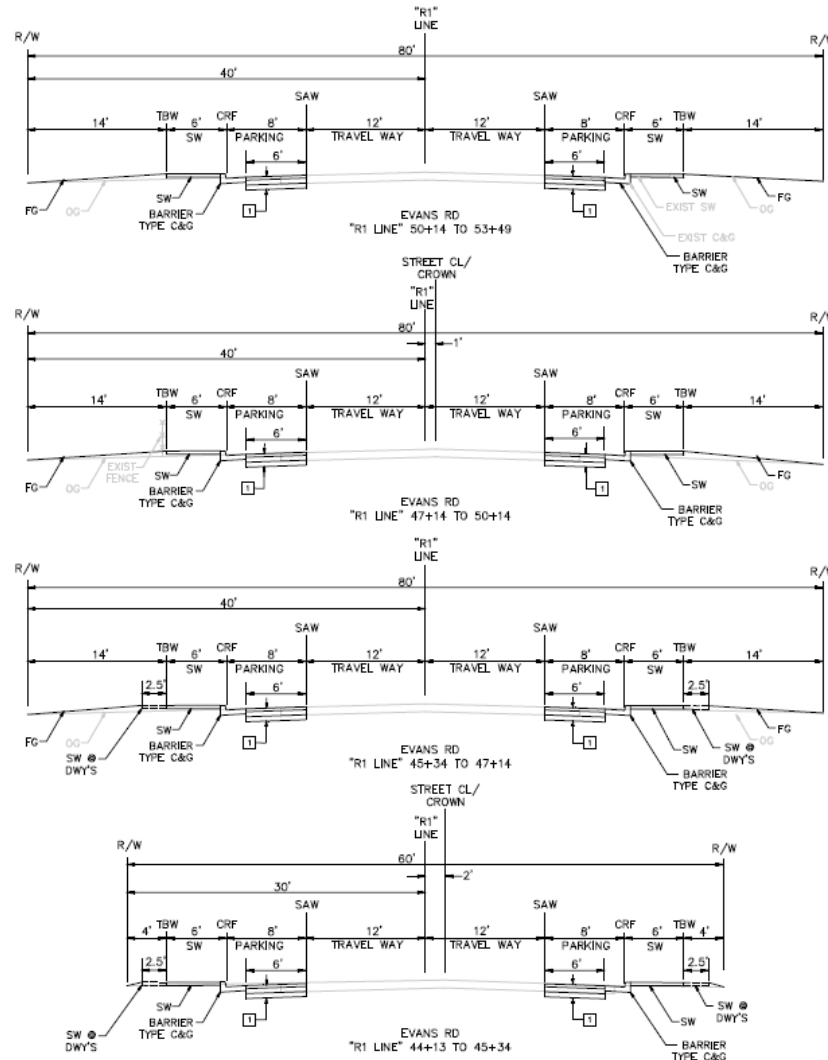 "R1"
LINE
R/W
R/W
80'
40'
SAW
SAW
14' TBW 6' CRF 8' 12' 12' 8' CRF 6' TBW 14'
SW PARKING TRAVEL WAY TRAVEL WAY PARKING SW
6' 6'
FG OG SW BARRIER TYPE C&G 1 1 EXIST SW SW OG FG
EXIST C&G
BARRIER
TYPE C&G
EVANS RD
"R1 LINE" 50+14 TO 53+49
STREET CL/
CROWN
"R1"
LINE
R/W
R/W
80'
1'
40'
SAW
SAW
14' TBW 6' CRF 8' 12' 12' 8' CRF 6' TBW 14'
SW PARKING TRAVEL WAY TRAVEL WAY PARKING SW
6' 6'
EXIST
FENCE
FG OG SW BARRIER TYPE C&G 1 1 SW OG FG
BARRIER
TYPE C&G
EVANS RD
"R1 LINE" 47+14 TO 50+14
"R1"
LINE
R/W
R/W
80'
40'
SAW
SAW
14' TBW 6' CRF 8' 12' 12' 8' CRF 6' TBW 14'
SW PARKING TRAVEL WAY TRAVEL WAY PARKING SW
2.5' 6' 6' 2.5'
FG OG SW BARRIER TYPE C&G 1 1 SW OG FG
SW @
DWY'S
SW @
DWY'S
BARRIER
TYPE C&G
EVANS RD
"R1 LINE" 45+34 TO 47+14
STREET CL/
CROWN
"R1"
LINE
R/W
R/W
60'
2'
30'
SAW
SAW
4' TBW 6' CRF 8' 12' 12' 8' CRF 6' TBW 4'
SW PARKING TRAVEL WAY TRAVEL WAY PARKING SW
2.5' 6' 6' 2.5'
SW BARRIER TYPE C&G 1 1 SW
SW @
DWY'S
SW @
DWY'S
BARRIER
TYPE C&G
EVANS RD
"R1 LINE" 44+13 TO 45+34